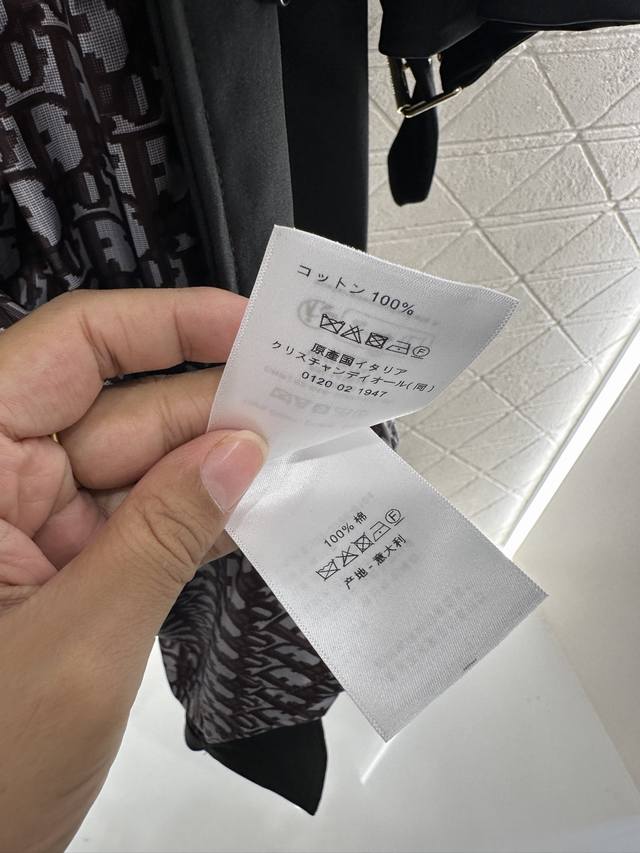 コットン 100%
原産国イタリア
クリスチャンディオール(同)
0120 02 1947
100% 棉
产地 - 意大利